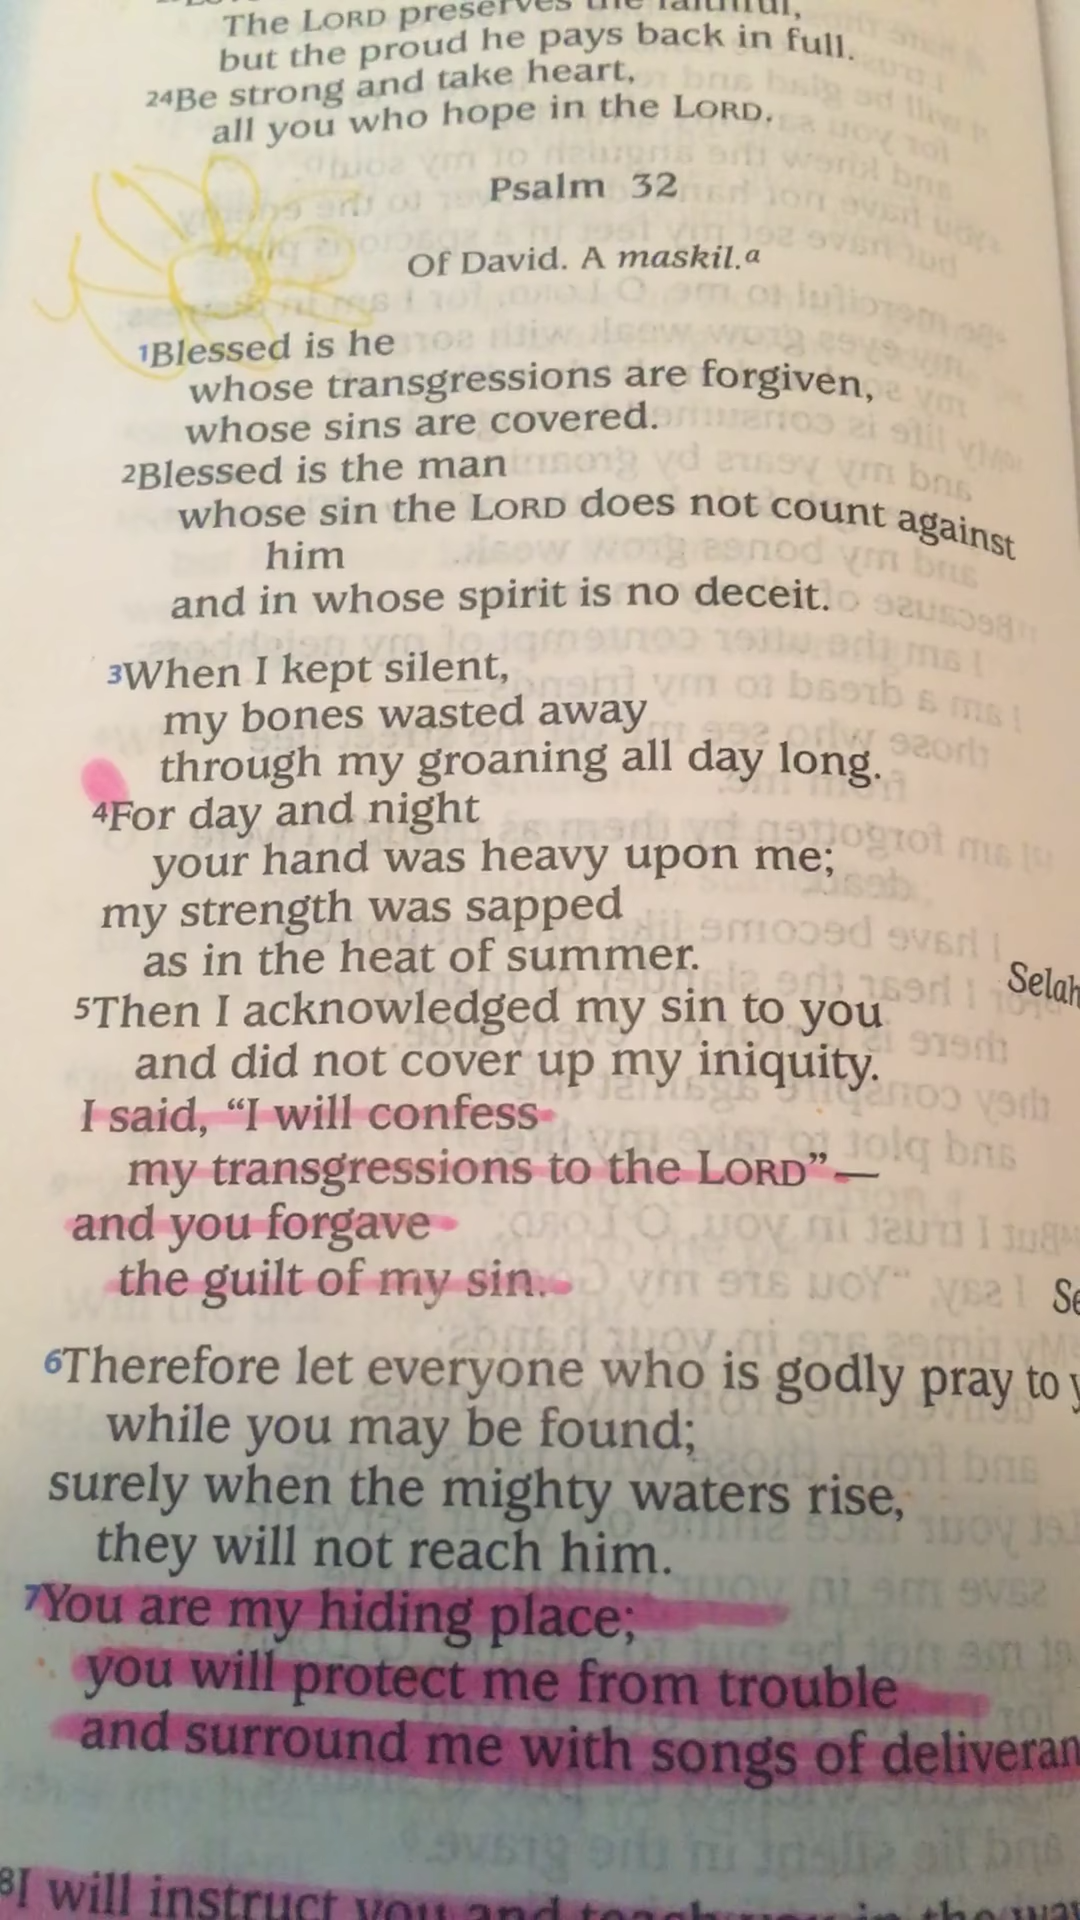 The LORD preserves the faithful,
but the proud he pays back in full.
24Be strong and take heart,
all you who hope in the LORD.
Psalm 32
Of David. A maskil.a
1Blessed is he
whose transgressions are forgiven,
whose sins are covered.
2Blessed is the man
whose sin the LORD does not count against
him
and in whose spirit is no deceit.
3When I kept silent,
my bones wasted away
through my groaning all day long.
4For day and night
your hand was heavy upon me;
my strength was sapped
as in the heat of summer.
Selah
5Then I acknowledged my sin to you
and did not cover up my iniquity.
I said, “I will confess
my transgressions to the LORD”—
and you forgave
the guilt of my sin.
Se
6Therefore let everyone who is godly pray to y
while you may be found;
surely when the mighty waters rise,
they will not reach him.
7You are my hiding place;
you will protect me from trouble
and surround me with songs of deliveran
8I will instruct you and teach you in the way